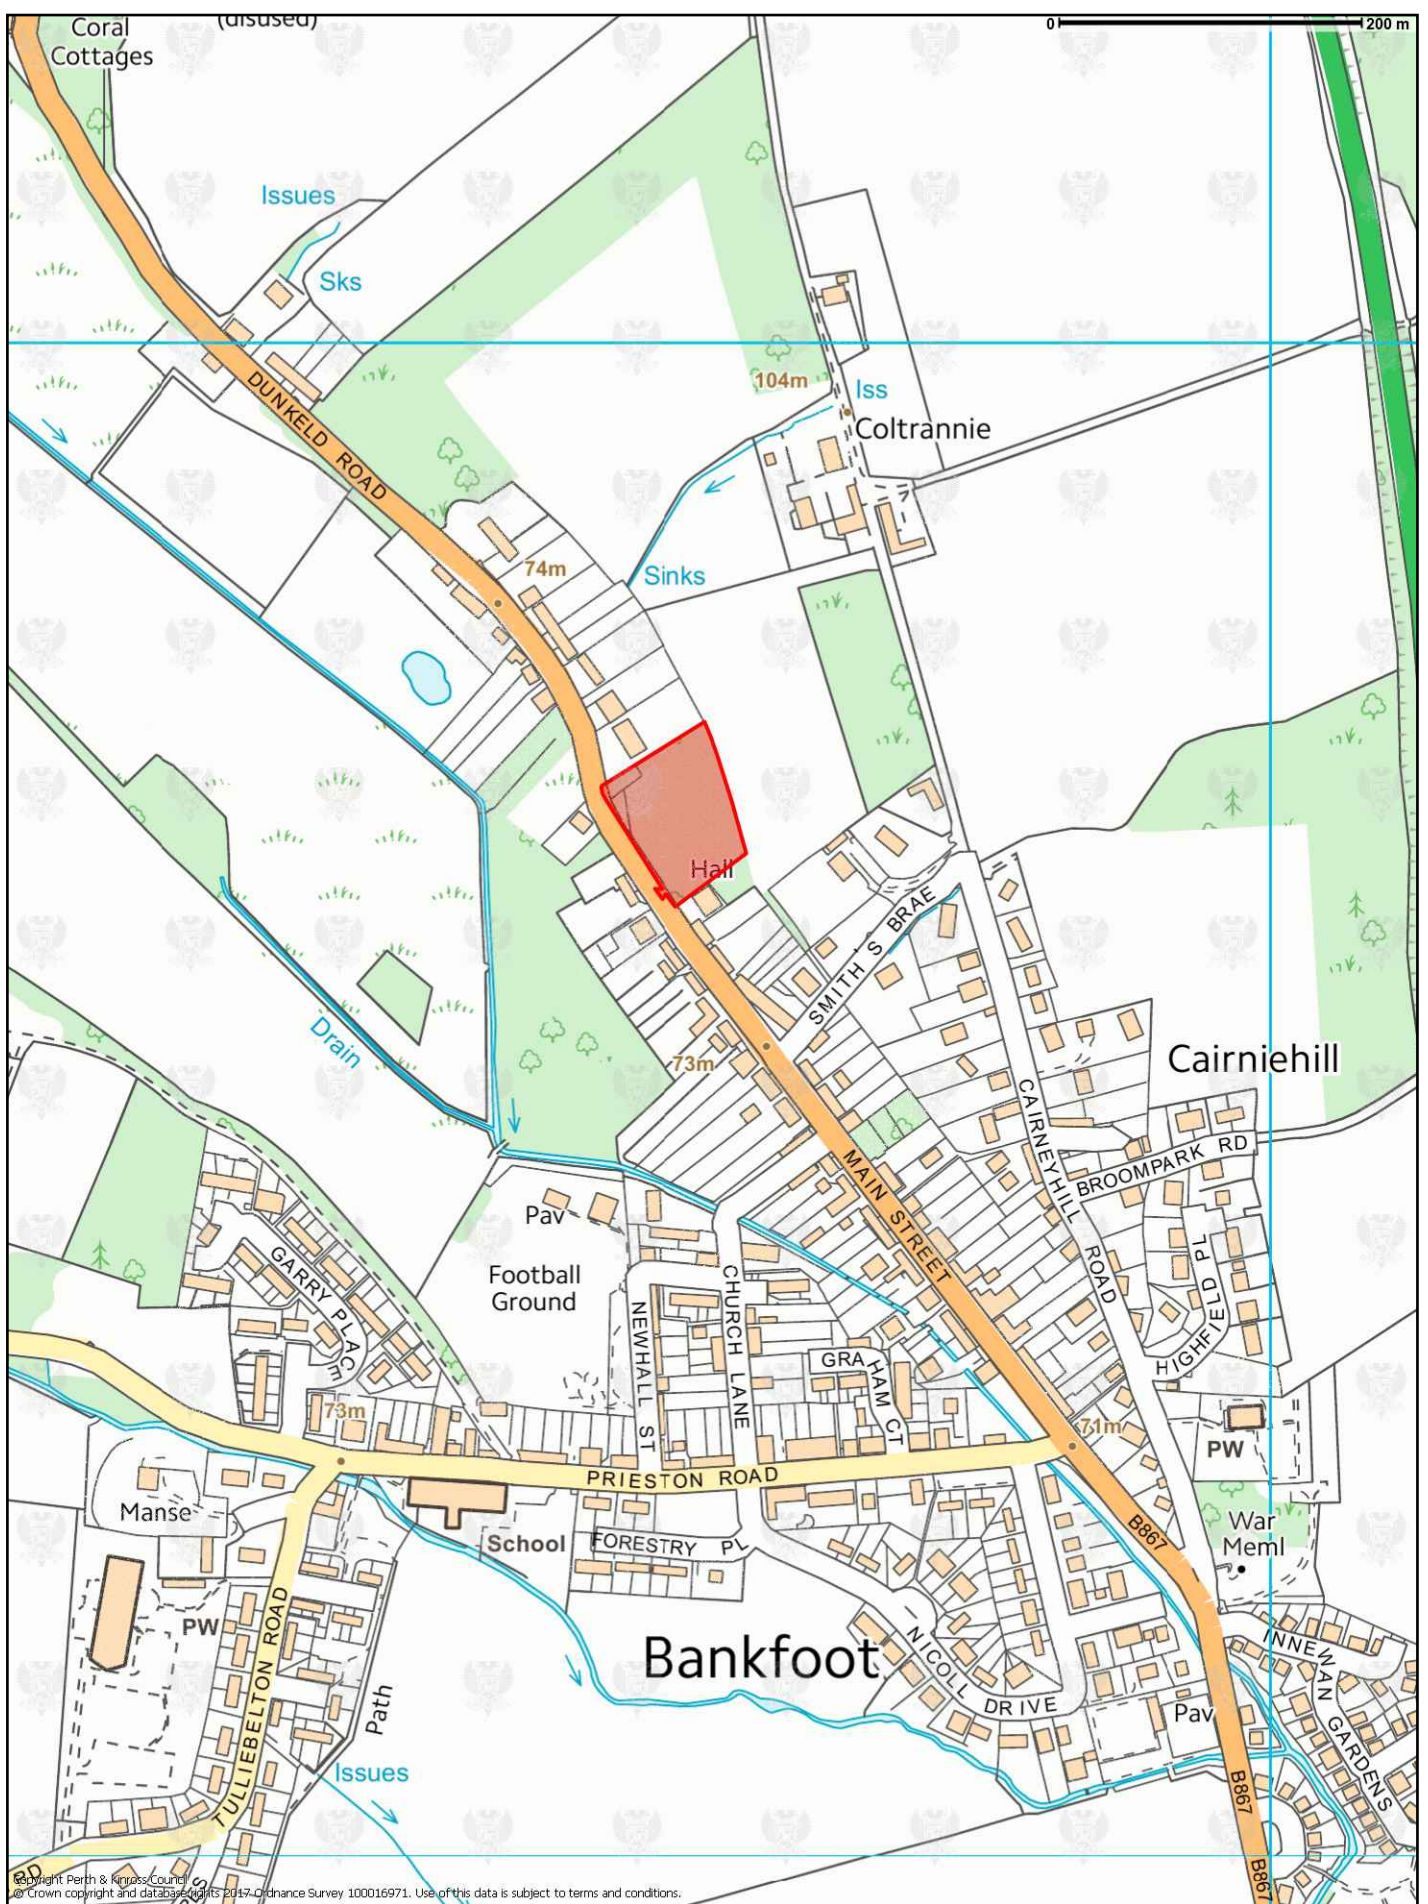 (disused)
0
200 m
Coral
Cottages
Issues
Sks
DUNKELD ROAD
104m
Iss
Coltrannie
74m
Sinks
Hall
SMITH S BRAE
Drain
73m
Cairniehill
CAIRNEYHILL ROAD
BROOMPARK RD
MAIN STREET
Pav
GARRY PLACE
Football
Ground
CHURCH LANE
NEWHALL ST
HIGHFIELD PL
GRAHAM CT
73m
71m
PW
PRIESTON ROAD
Manse
School
FORESTRY PL
B867
War
Meml
PW
TULLIEBELTON ROAD
Bankfoot
NICOLL DRIVE
INNEWAN GARDENS
Path
Pav
Issues
B867
B867
RD
Copyright Perth & Kinross Council
© Crown copyright and database rights 2017 Ordnance Survey 100016971. Use of this data is subject to terms and conditions.